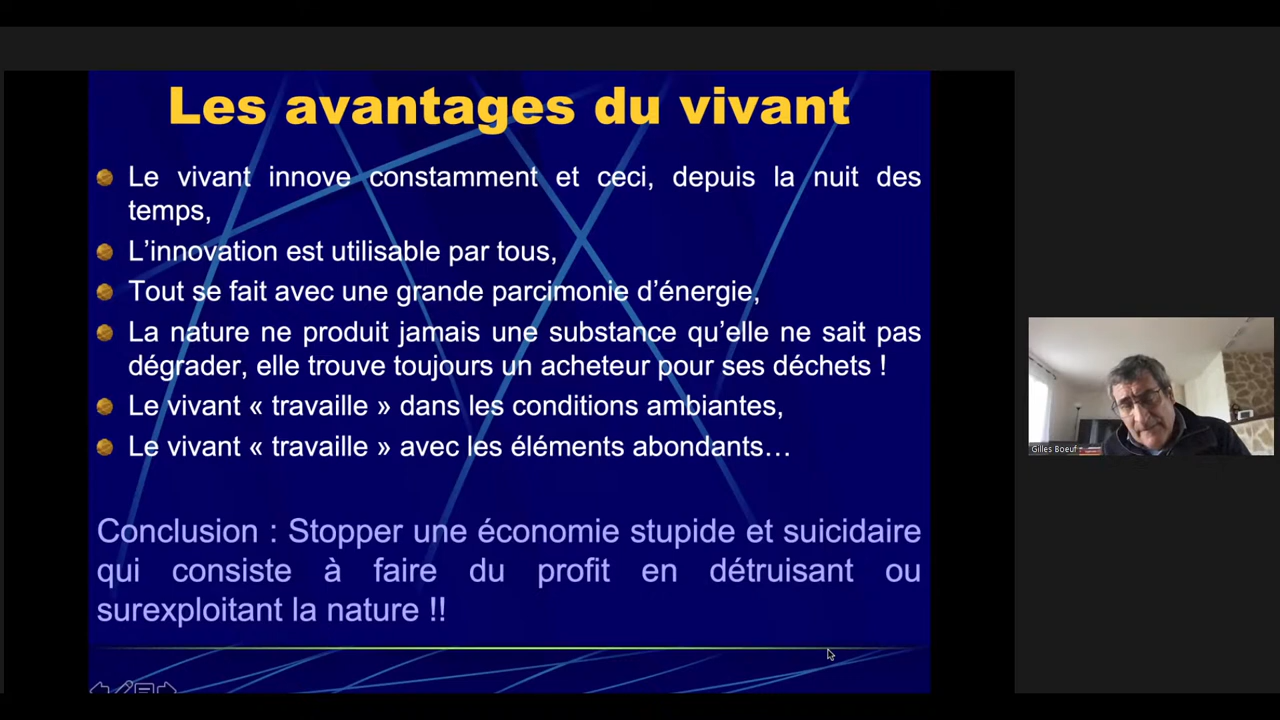 Les avantages du vivant
Le vivant innove constamment et ceci, depuis la nuit des
temps,
L’innovation est utilisable par tous,
Tout se fait avec une grande parcimonie d’énergie,
La nature ne produit jamais une substance qu’elle ne sait pas
dégrader, elle trouve toujours un acheteur pour ses déchets !
Le vivant « travaille » dans les conditions ambiantes,
Le vivant « travaille » avec les éléments abondants…
Conclusion : Stopper une économie stupide et suicidaire
qui consiste à faire du profit en détruisant ou
surexploitant la nature !!
Gilles Boeuf